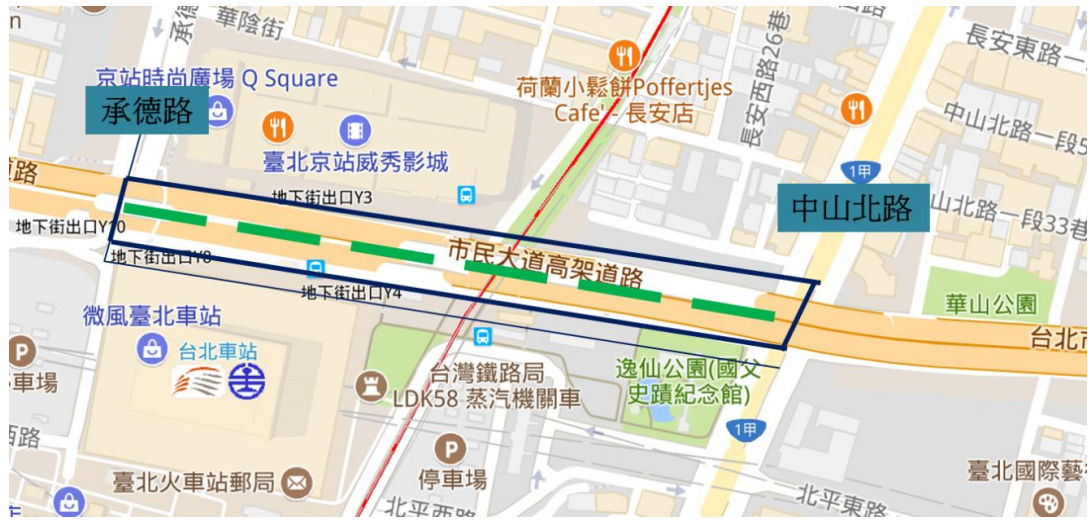 華陰街
承德
京站時尚廣場 Q Square
承德路
臺北京站威秀影城
荷蘭小鬆餅Poffertjes
Cafe' - 長安店
長安西路26巷
長安東路一
中山北路一段5
1甲
中山北路
山北路一段33巷
路
地下街出口Y3
地下街出口Y10
地下街出口Y8
地下街出口Y4
市民大道高架道路
華山公園
台北市
微風臺北車站
台北車站
P
車場
台灣鐵路局
LDK58 蒸汽機關車
逸仙公園(國父
史蹟紀念館)
1甲
P
停車場
西路
臺北火車站郵局
北平西路
北平東路
臺北國際藝